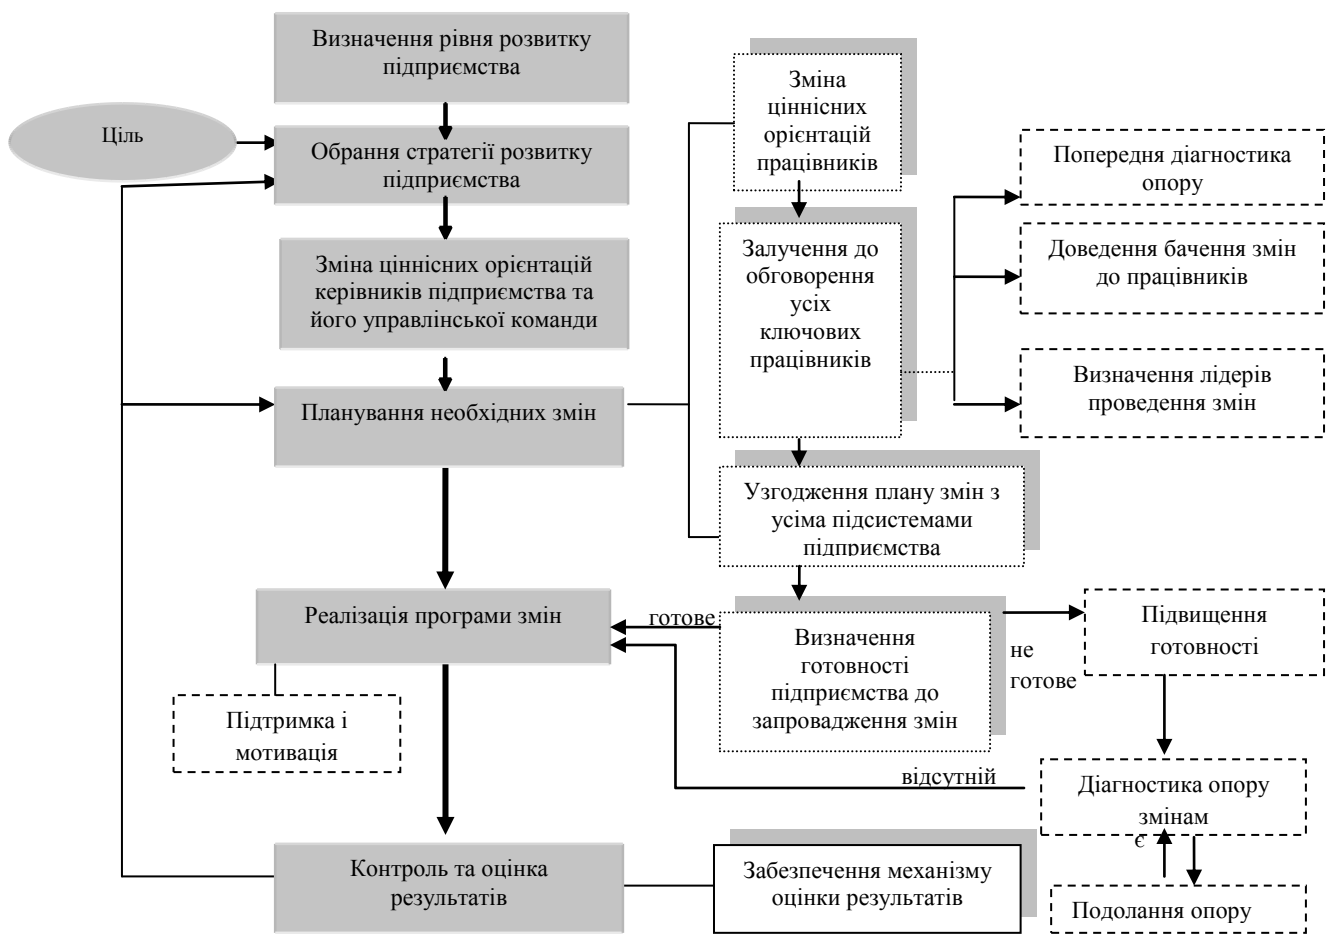 Визначення рівня розвитку
підприємства
Ціль
Обрання стратегії розвитку
підприємства
Зміна ціннісних орієнтацій
керівників підприємства та
його управлінської команди
Планування необхідних змін
Реалізація програми змін
Підтримка і
мотивація
Контроль та оцінка
результатів
Зміна
ціннісних
орієнтацій
працівників
Залучення до
обговорення
усіх
ключових
працівників
Узгодження плану змін з
усіма підсистемами
підприємства
готове
Визначення
готовності
підприємства до
запровадження змін
не
готове
відсутній
Забезпечення механізму
оцінки результатів
Попередня діагностика
опору
Доведення бачення змін
до працівників
Визначення лідерів
проведення змін
Підвищення
готовності
Діагностика опору
змінам
є
Подолання опору